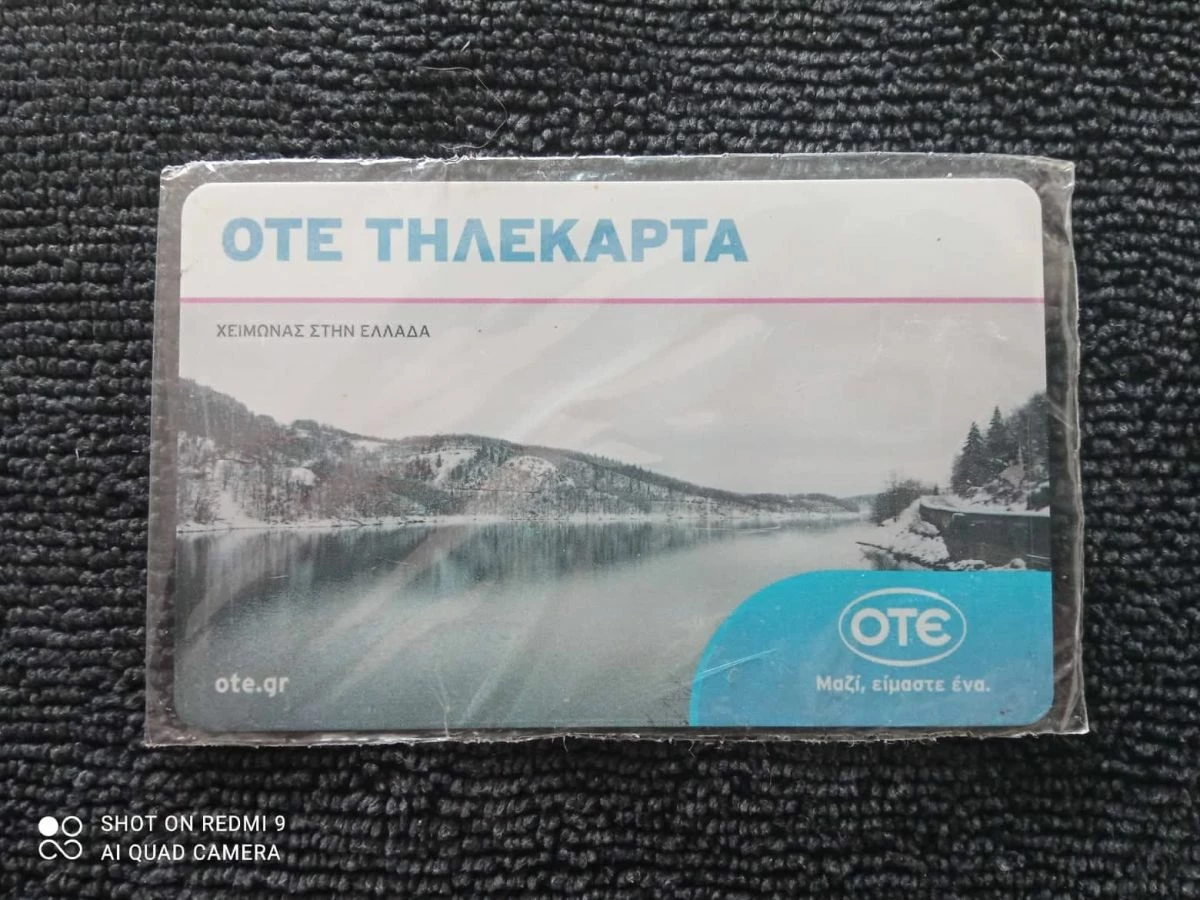 ΟΤΕ ΤΗΛΕΚΑΡΤΑ
ΧΕΙΜΩΝΑΣ ΣΤΗΝ ΕΛΛΑΔΑ
ote.gr
ΟΤΕ
Μαζί, είμαστε ένα.
SHOT ON REDMI 9
AI QUAD CAMERA